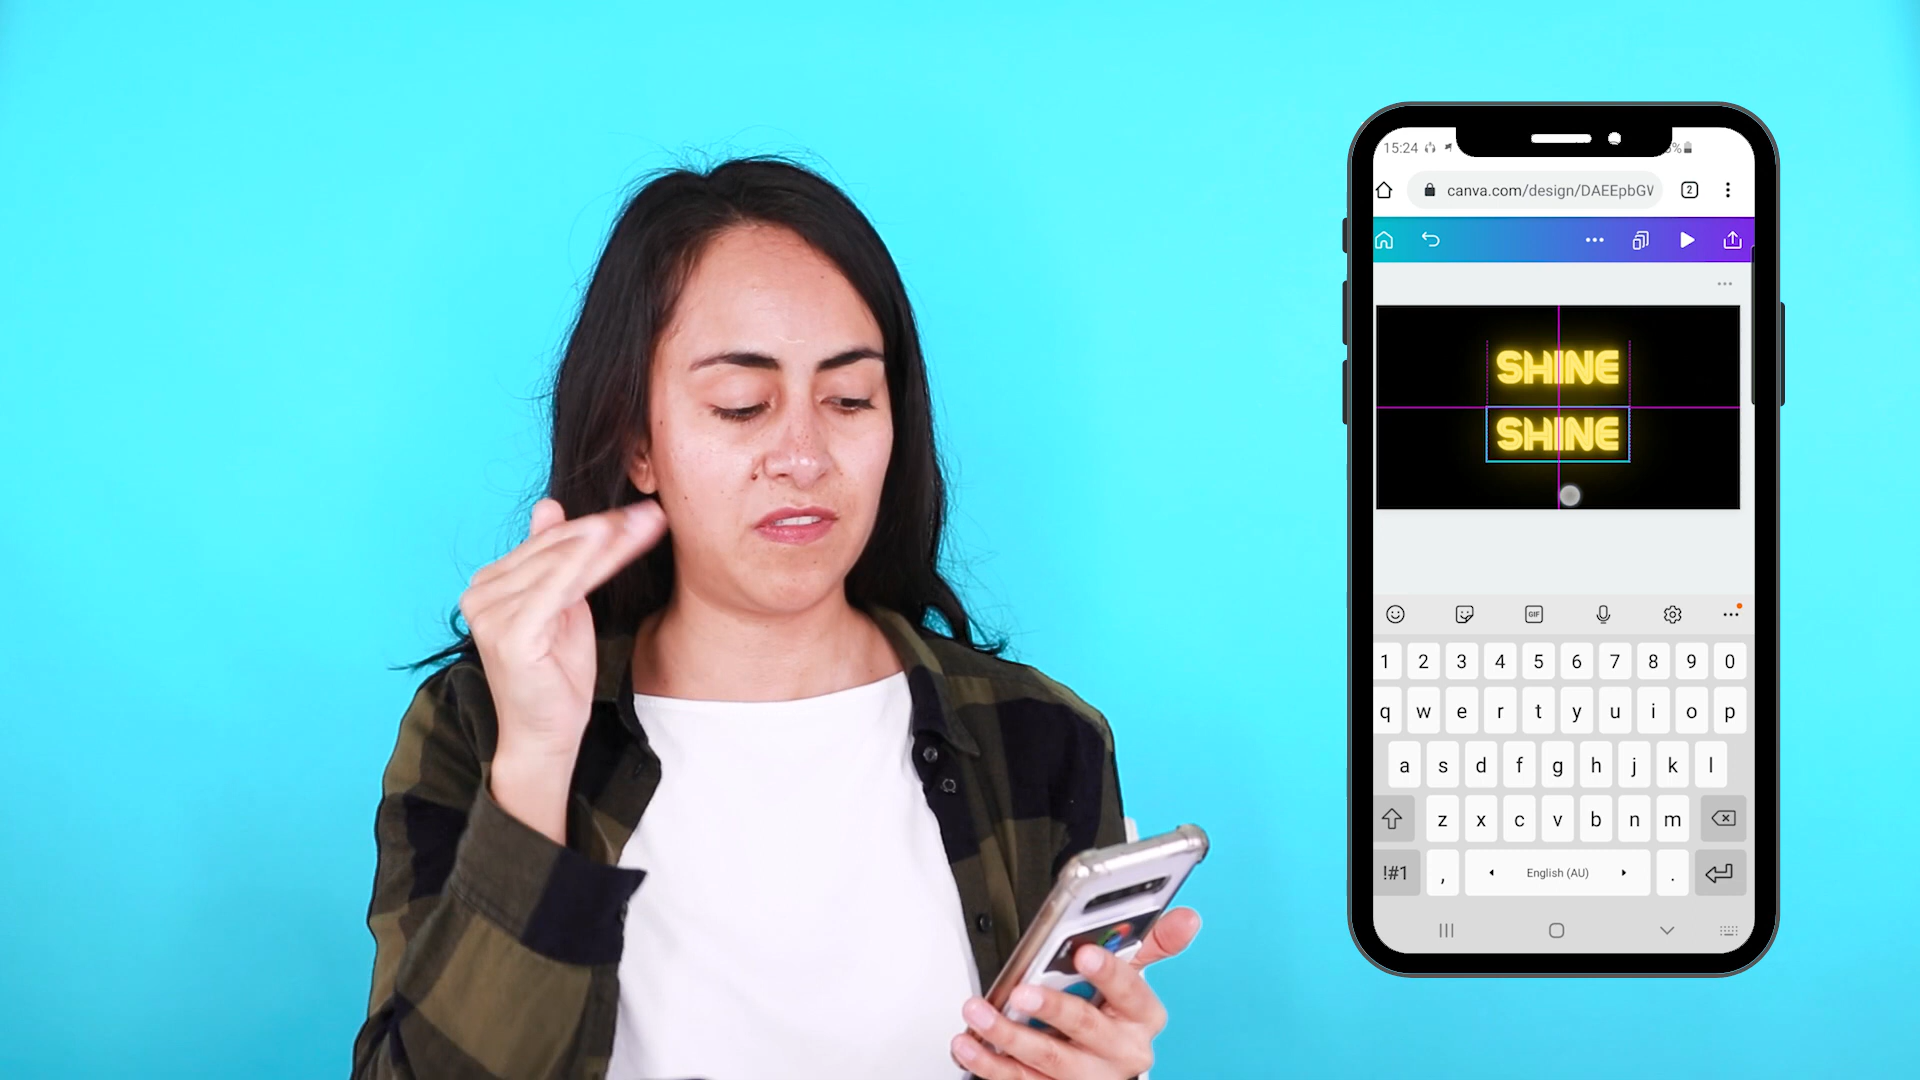 15:24
%
canva.com/design/DAEEpbGV
2
SHINE
SHINE
GIF
1 2 3 4 5 6 7 8 9 0
q w e r t y u i o p
a s d f g h j k l
z x c v b n m
!#1 , English (AU) .